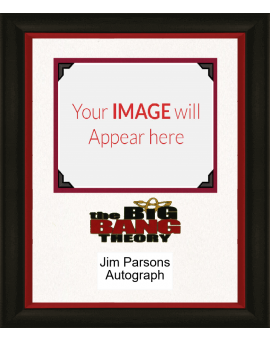 Your IMAGE will
Appear here
the BIG
BANG
THEORY
Jim Parsons
Autograph